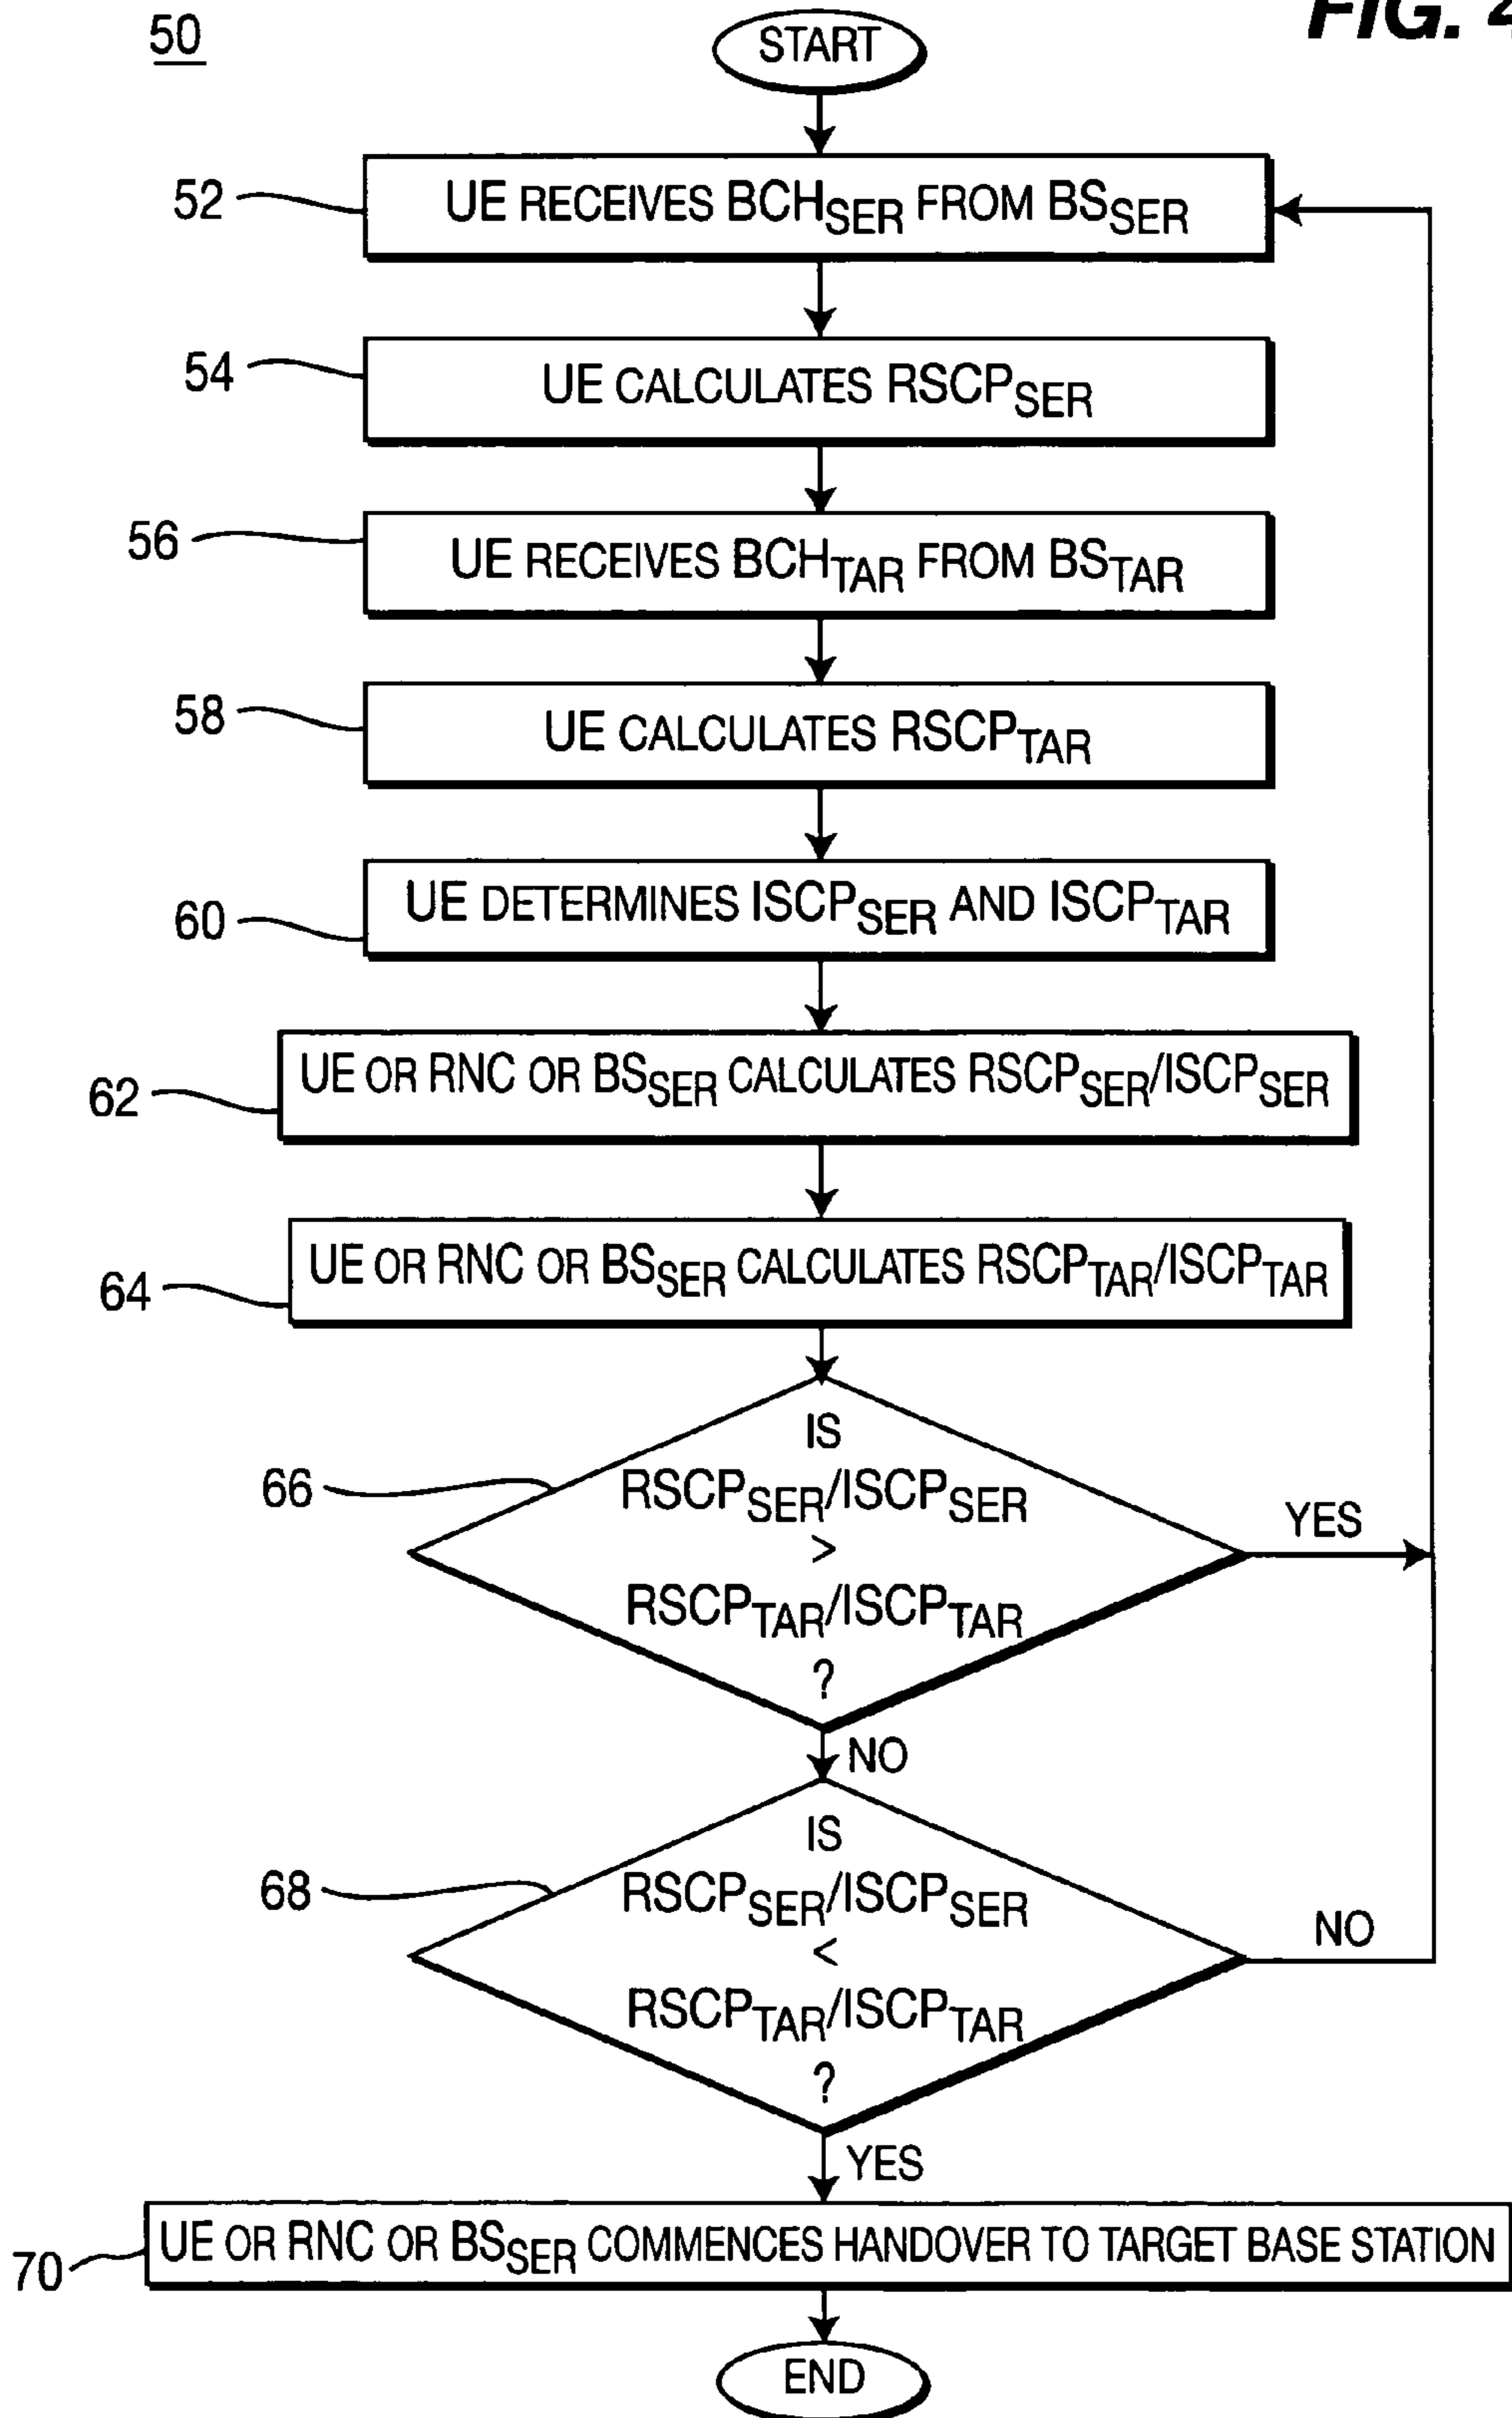 50
FIG. 4
START
52
UE RECEIVES BCHSER FROM BSSER
54
UE CALCULATES RSCPSER
56
UE RECEIVES BCHTAR FROM BSTAR
58
UE CALCULATES RSCPTAR
60
UE DETERMINES ISCPSER AND ISCPTAR
62
UE OR RNC OR BSSER CALCULATES RSCPSER/ISCPSER
64
UE OR RNC OR BSSER CALCULATES RSCPTAR/ISCPTAR
66
IS
RSCPSER/ISCPSER
>
RSCPTAR/ISCPTAR
?
YES
NO
68
IS
RSCPSER/ISCPSER
<
RSCPTAR/ISCPTAR
?
NO
YES
70
UE OR RNC OR BSSER COMMENCES HANDOVER TO TARGET BASE STATION
END